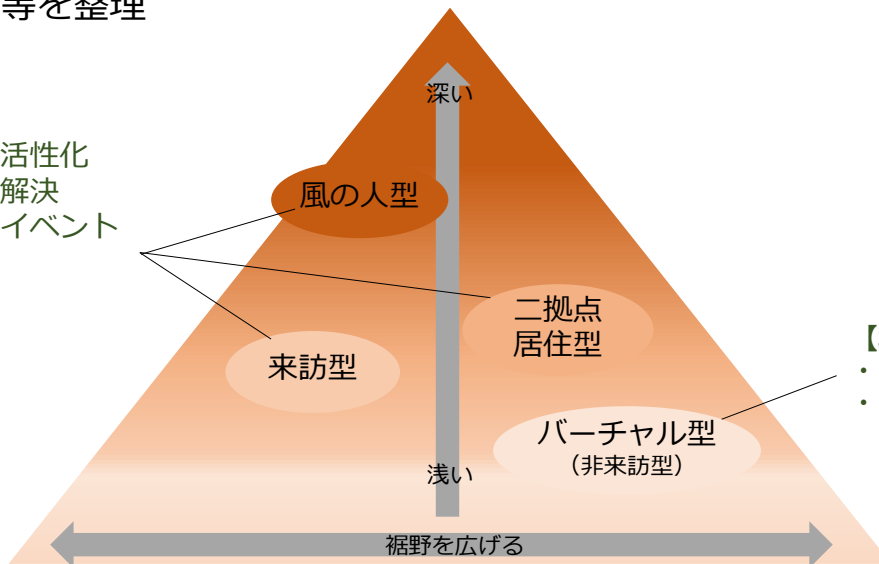 等を整理
深い
活性化
解決
イベント
風の人型
二拠点
居住型
来訪型
【
・
・
バーチャル型
（非来訪型）
浅い
裾野を広げる